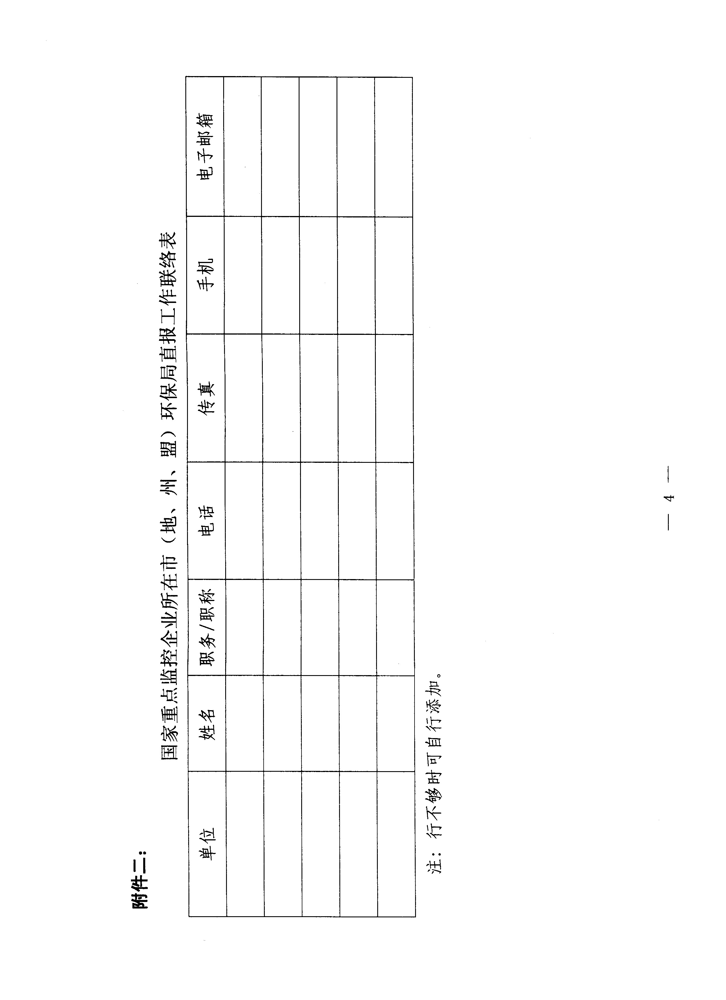 附件二：
国家重点监控企业所在市（地、州、盟）环保局直报工作联络表
单位 姓名 职务/职称 电话 传真 手机 电子邮箱
注：行不够时可自行添加。
— 4 —